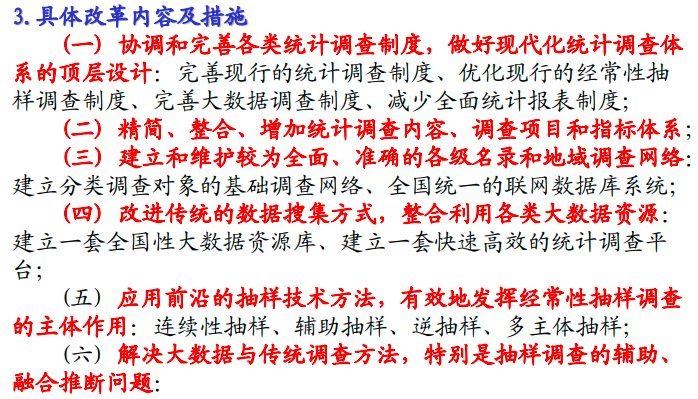 3.具体改革内容及措施
(一) 协调和完善各类统计调查制度，做好现代化统计调查体
系的顶层设计：完善现行的统计调查制度、优化现行的经常性抽
样调查制度、完善大数据调查制度、减少全面统计报表制度；
(二) 精简、整合、增加统计调查内容、调查项目和指标体系；
(三) 建立和维护较为全面、准确的各级名录和地域调查网络：
建立分类调查对象的基础调查网络、全国统一的联网数据库系统；
(四) 改进传统的数据搜集方式，整合利用各类大数据资源：
建立一套全国性大数据资源库、建立一套快速高效的统计调查平
台；
(五) 应用前沿的抽样技术方法，有效地发挥经常性抽样调查
的主体作用：连续性抽样、辅助抽样、逆抽样、多主体抽样；
(六) 解决大数据与传统调查方法，特别是抽样调查的辅助、
融合推断问题：